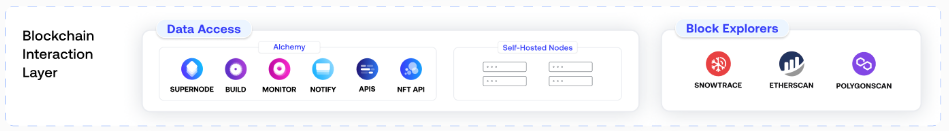 Blockchain
Interaction
Layer
Data Access
Alchemy
SUPERNODE
BUILD
MONITOR
NOTIFY
APIS
NFT API
Self-Hosted Nodes
Block Explorers
SNOWTRACE
ETHERSCAN
POLYGONSCAN